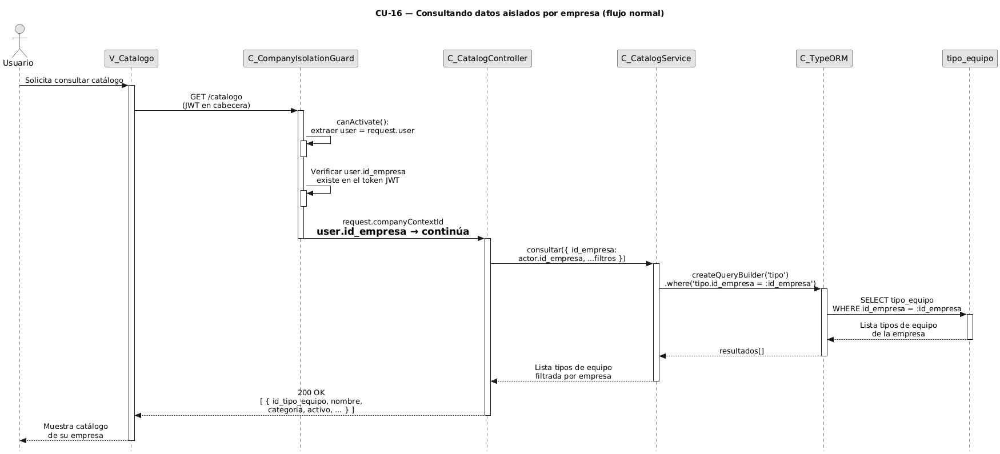 CU-16 — Consultando datos aislados por empresa (flujo normal)
Usuario
V_Catalogo
C_CompanyIsolationGuard
C_CatalogController
C_CatalogService
C_TypeORM
tipo_equipo
Solicita consultar catálogo
GET /catalogo
(JWT en cabecera)
canActivate():
extraer user = request.user
Verificar user.id_empresa
existe en el token JWT
request.companyContextId
user.id_empresa → continúa
consultar({ id_empresa:
actor.id_empresa, ...filtros })
createQueryBuilder('tipo')
.where('tipo.id_empresa = :id_empresa')
SELECT tipo_equipo
WHERE id_empresa = :id_empresa
Lista tipos de equipo
de la empresa
resultados[]
Lista tipos de equipo
filtrada por empresa
200 OK
[ { id_tipo_equipo, nombre,
categoria, activo, ... } ]
Muestra catálogo
de su empresa